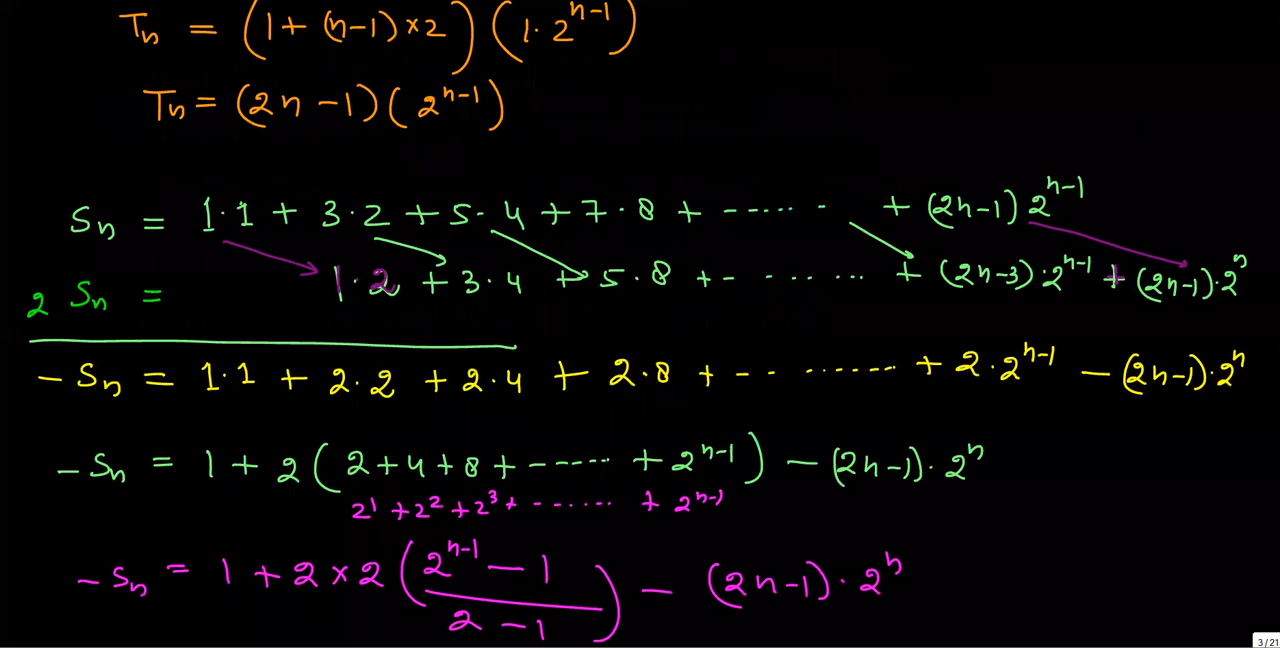 Tn = (1 + (n-1)×2) (1·2^{n-1})
Tn = (2n - 1) (2^{n-1})
Sn = 1·1 + 3·2 + 5·4 + 7·8 + ------ · + (2n-1) 2^{n-1}
2 Sn = 1·2 + 3·4 + 5·8 + - ······· + (2n-3)·2^{n-1} + (2n-1)·2^n
-Sn = 1·1 + 2·2 + 2·4 + 2·8 + -· ······-- + 2·2^{n-1} - (2n-1)·2^n
-Sn = 1 + 2 (2+4+8+ ------ + 2^{n-1}) - (2n-1)·2^n
2^1 + 2^2 + 2^3 + ------ + 2^{n-1}
-Sn = 1 + 2×2 (2^{n-1} - 1 / 2 - 1) - (2n-1)·2^n
3 / 21